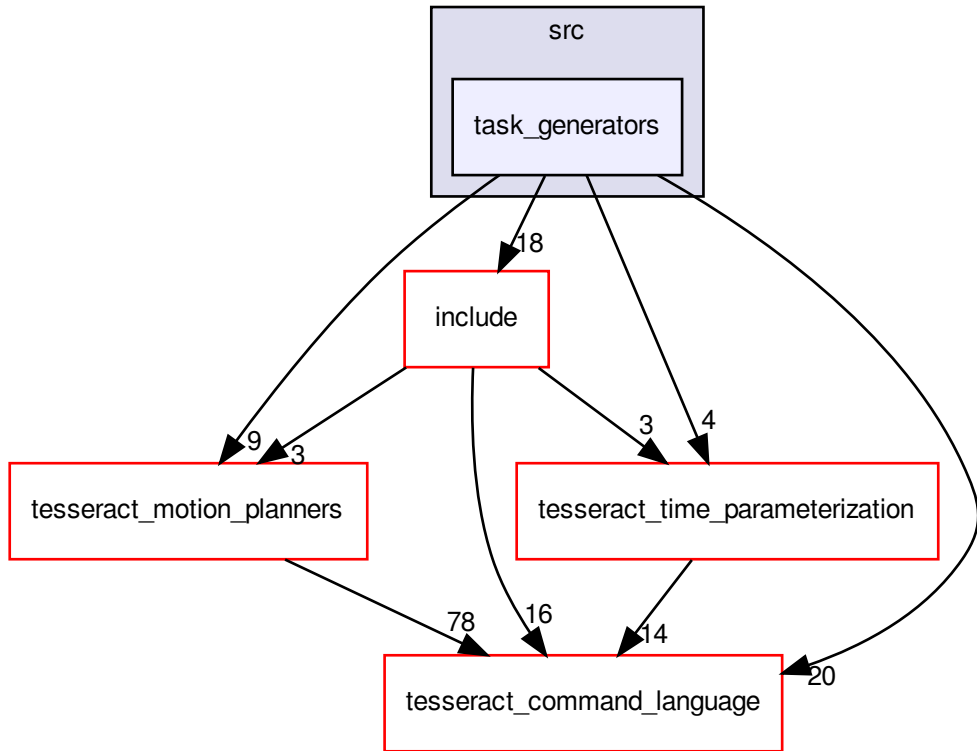 src
task_generators
18
include
9
3
3
4
tesseract_motion_planners
tesseract_time_parameterization
78
16
14
20
tesseract_command_language